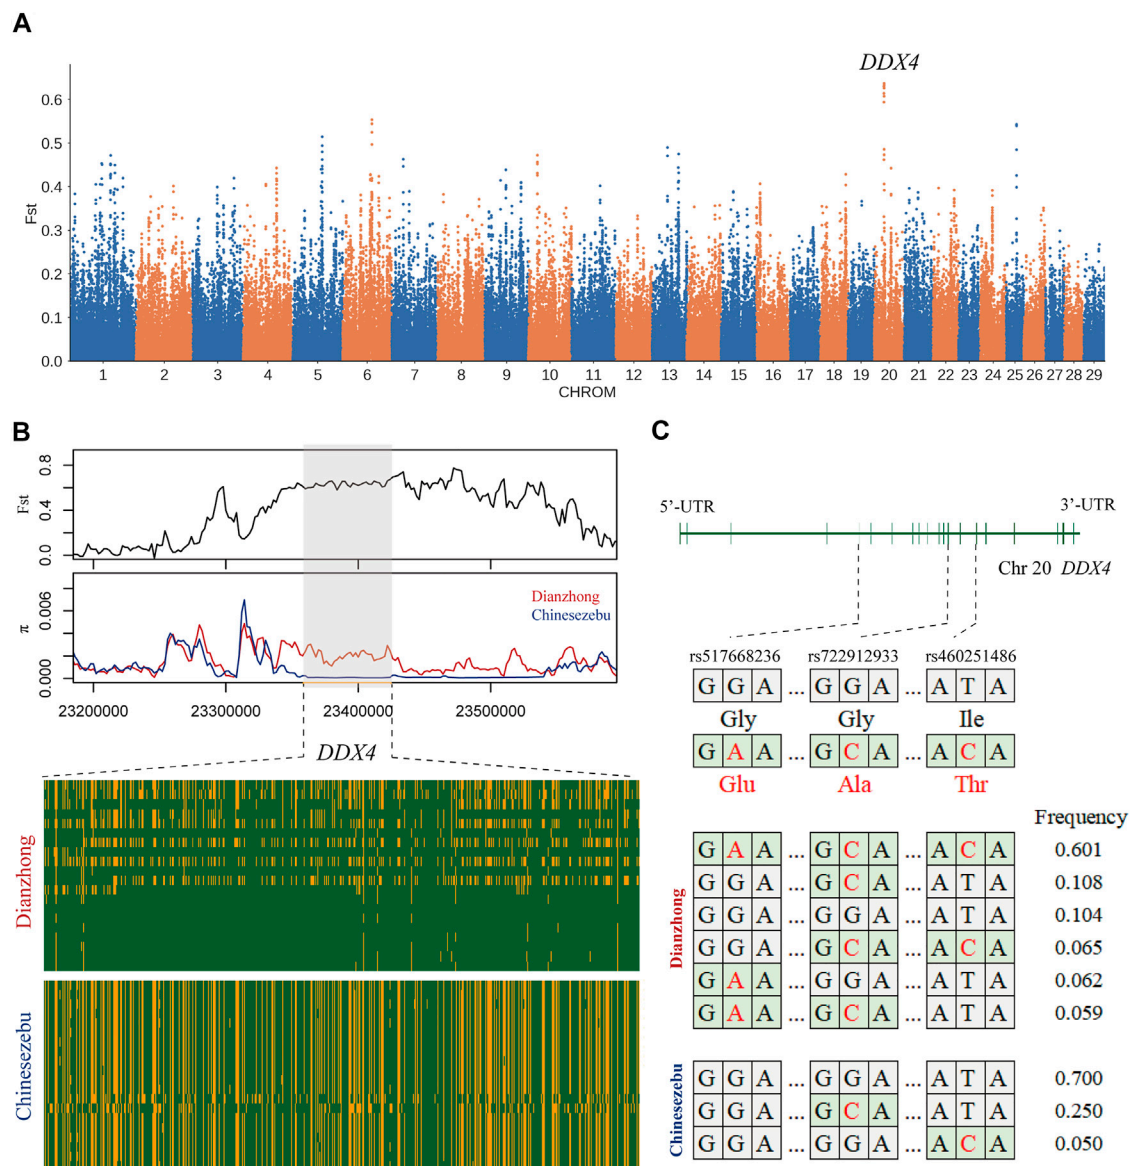 A
DDX4
Fst
0.6
0.5
0.4
0.3
0.2
0.1
0.0
1 2 3 4 5 6 7 8 9 10 11 12 13 14 15 16 17 18 19 20 21 22 23 24 25 26 27 28 29
CHROM
B
Fst
0.8
0.4
0.0
π
0.006
0.000
Dianzhong
Chinesezebu
23200000 23300000 23400000 23500000
DDX4
Dianzhong
Chinesezebu
C
5’-UTR 3’-UTR
Chr 20 DDX4
rs517668236 rs722912933 rs460251486
G G A ... G G A ... A T A
Gly Gly Ile
G A A ... G C A ... A C A
Glu Ala Thr
Frequency
Dianzhong
G A A ... G C A ... A C A 0.601
G G A ... G C A ... A T A 0.108
G G A ... G G A ... A T A 0.104
G G A ... G C A ... A C A 0.065
G A A ... G G A ... A T A 0.062
G A A ... G C A ... A T A 0.059
Chinesezebu
G G A ... G G A ... A T A 0.700
G G A ... G C A ... A T A 0.250
G G A ... G G A ... A C A 0.050